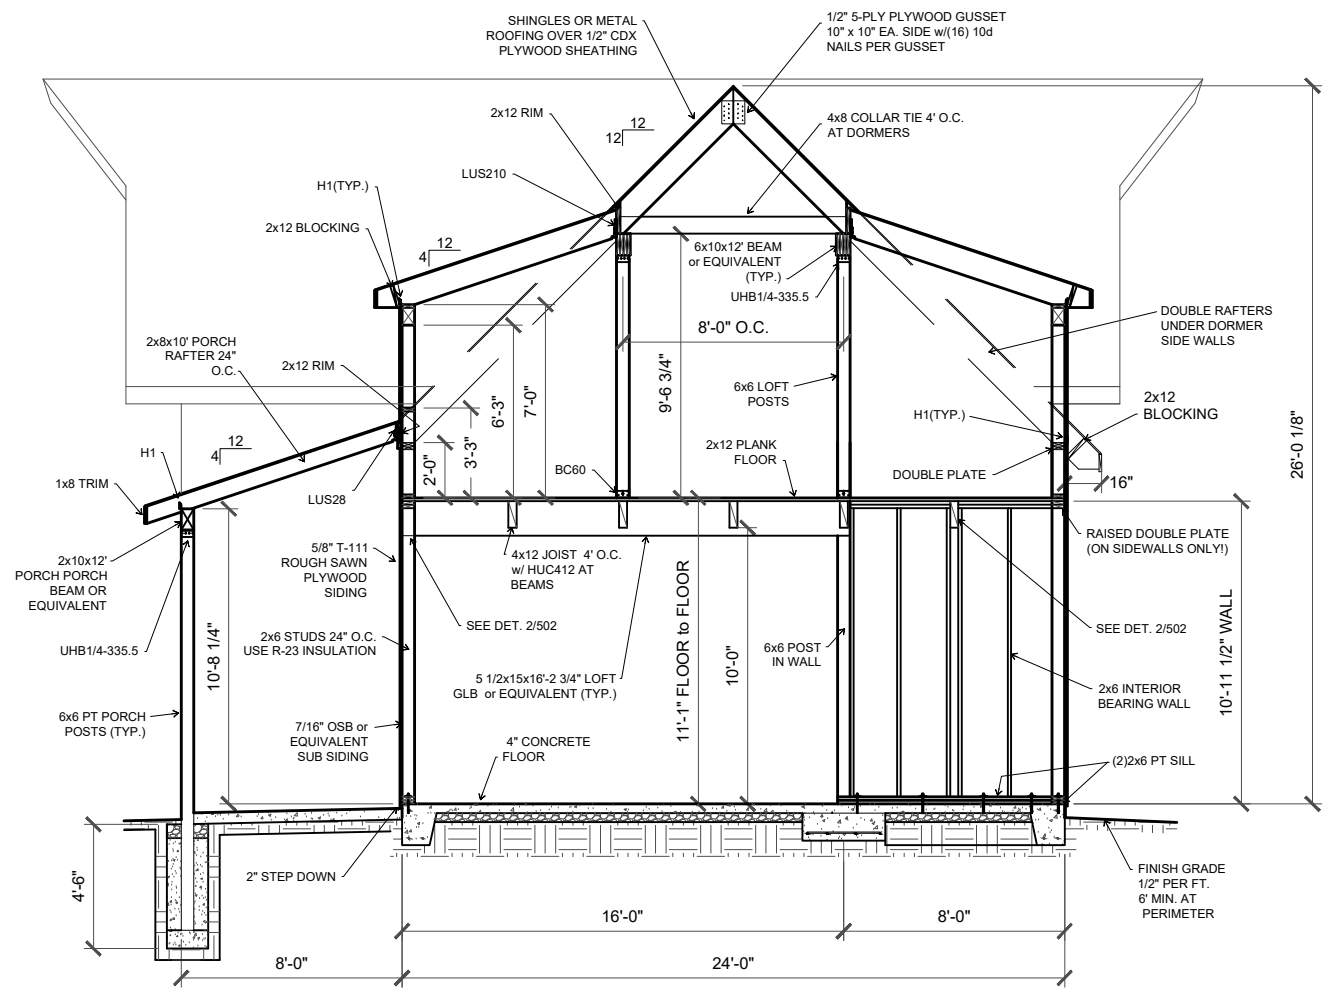 SHINGLES OR METAL
ROOFING OVER 1/2" CDX
PLYWOOD SHEATHING
1/2" 5-PLY PLYWOOD GUSSET
10" x 10" EA. SIDE w/(16) 10d
NAILS PER GUSSET
2x12 RIM
12
12
4x8 COLLAR TIE 4' O.C.
AT DORMERS
LUS210
H1(TYP.)
2x12 BLOCKING
12
4
6x10x12' BEAM
or EQUIVALENT
(TYP.)
UHB1/4-335.5
8'-0" O.C.
DOUBLE RAFTERS
UNDER DORMER
SIDE WALLS
2x8x10' PORCH
RAFTER 24"
O.C.
2x12 RIM
6'-3"
7'-0"
9'-6 3/4"
6x6 LOFT
POSTS
H1(TYP.)
2x12
BLOCKING
26'-0 1/8"
12
4
H1
2'-0"
3'-3"
2x12 PLANK
FLOOR
BC60
DOUBLE PLATE
16"
1x8 TRIM
LUS28
5/8" T-111
ROUGH SAWN
PLYWOOD
SIDING
4x12 JOIST 4' O.C.
w/ HUC412 AT
BEAMS
RAISED DOUBLE PLATE
(ON SIDEWALLS ONLY!)
2x10x12'
PORCH PORCH
BEAM OR
EQUIVALENT
UHB1/4-335.5
10'-8 1/4"
2x6 STUDS 24" O.C.
USE R-23 INSULATION
SEE DET. 2/502
11'-1" FLOOR to FLOOR
10'-0"
6x6 POST
IN WALL
SEE DET. 2/502
10'-11 1/2" WALL
5 1/2x15x16'-2 3/4" LOFT
GLB or EQUIVALENT (TYP.)
2x6 INTERIOR
BEARING WALL
6x6 PT PORCH
POSTS (TYP.)
7/16" OSB or
EQUIVALENT
SUB SIDING
4" CONCRETE
FLOOR
(2)2x6 PT SILL
4'-6"
2" STEP DOWN
FINISH GRADE
1/2" PER FT.
6' MIN. AT
PERIMETER
16'-0"
8'-0"
8'-0"
24'-0"